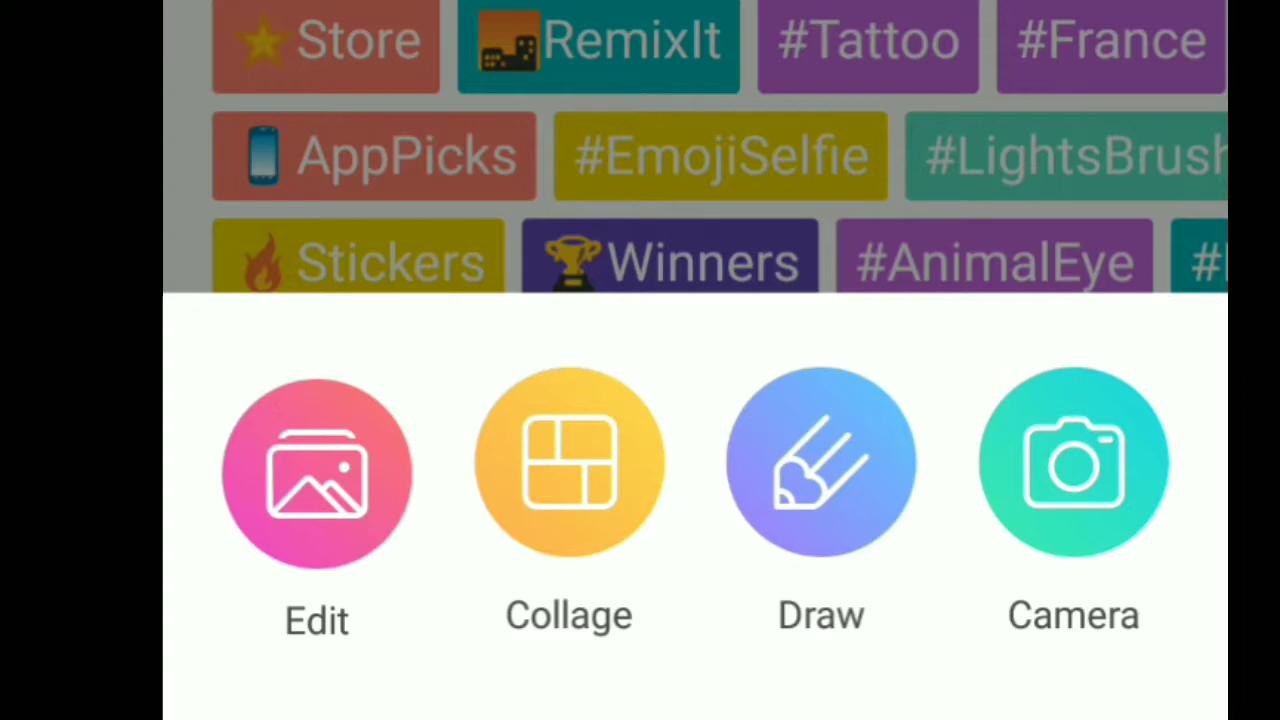 Store RemixIt #Tattoo #France
AppPicks #EmojiSelfie #LightsBrush
Stickers Winners #AnimalEye #
Edit Collage Draw Camera